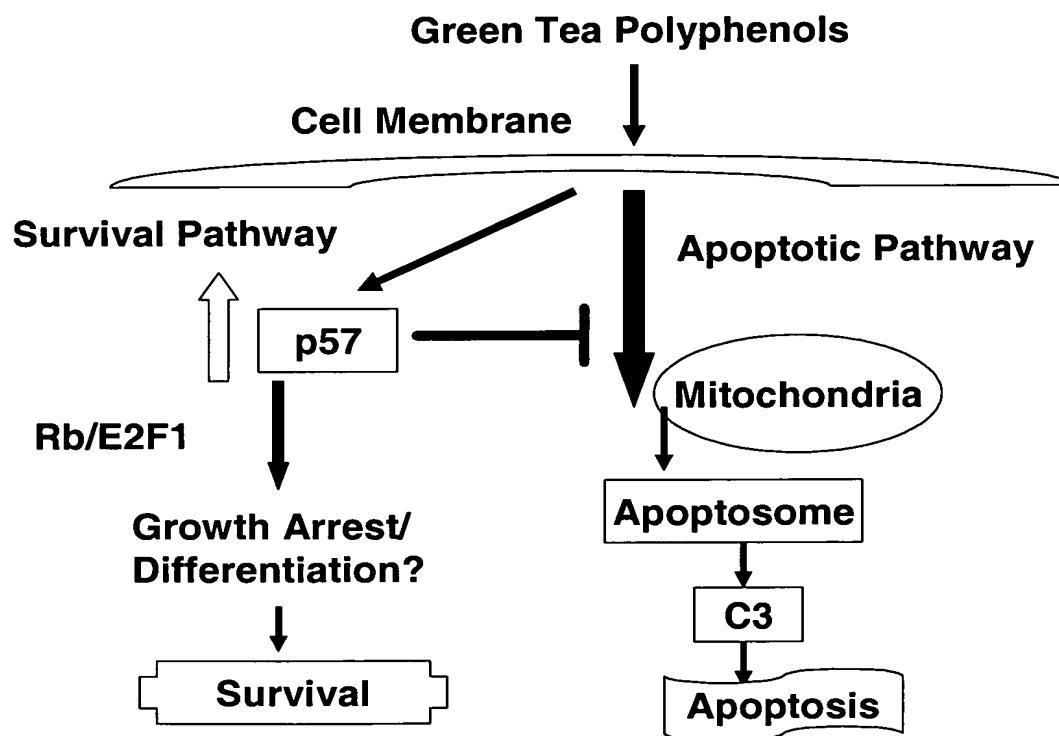 Green Tea Polyphenols
Cell Membrane
Survival Pathway
Apoptotic Pathway
p57
Mitochondria
Rb/E2F1
Apoptosome
Growth Arrest/
Differentiation?
C3
Survival
Apoptosis